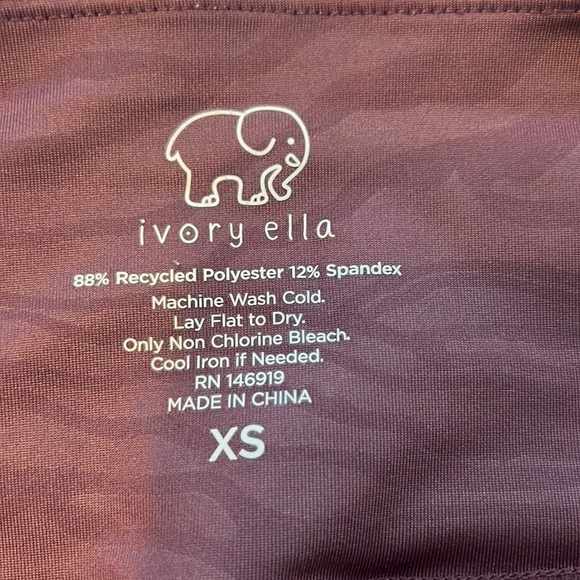 ivory ella
88% Recycled Polyester 12% Spandex
Machine Wash Cold.
Lay Flat to Dry.
Only Non Chlorine Bleach.
Cool Iron if Needed.
RN 146919
MADE IN CHINA
XS